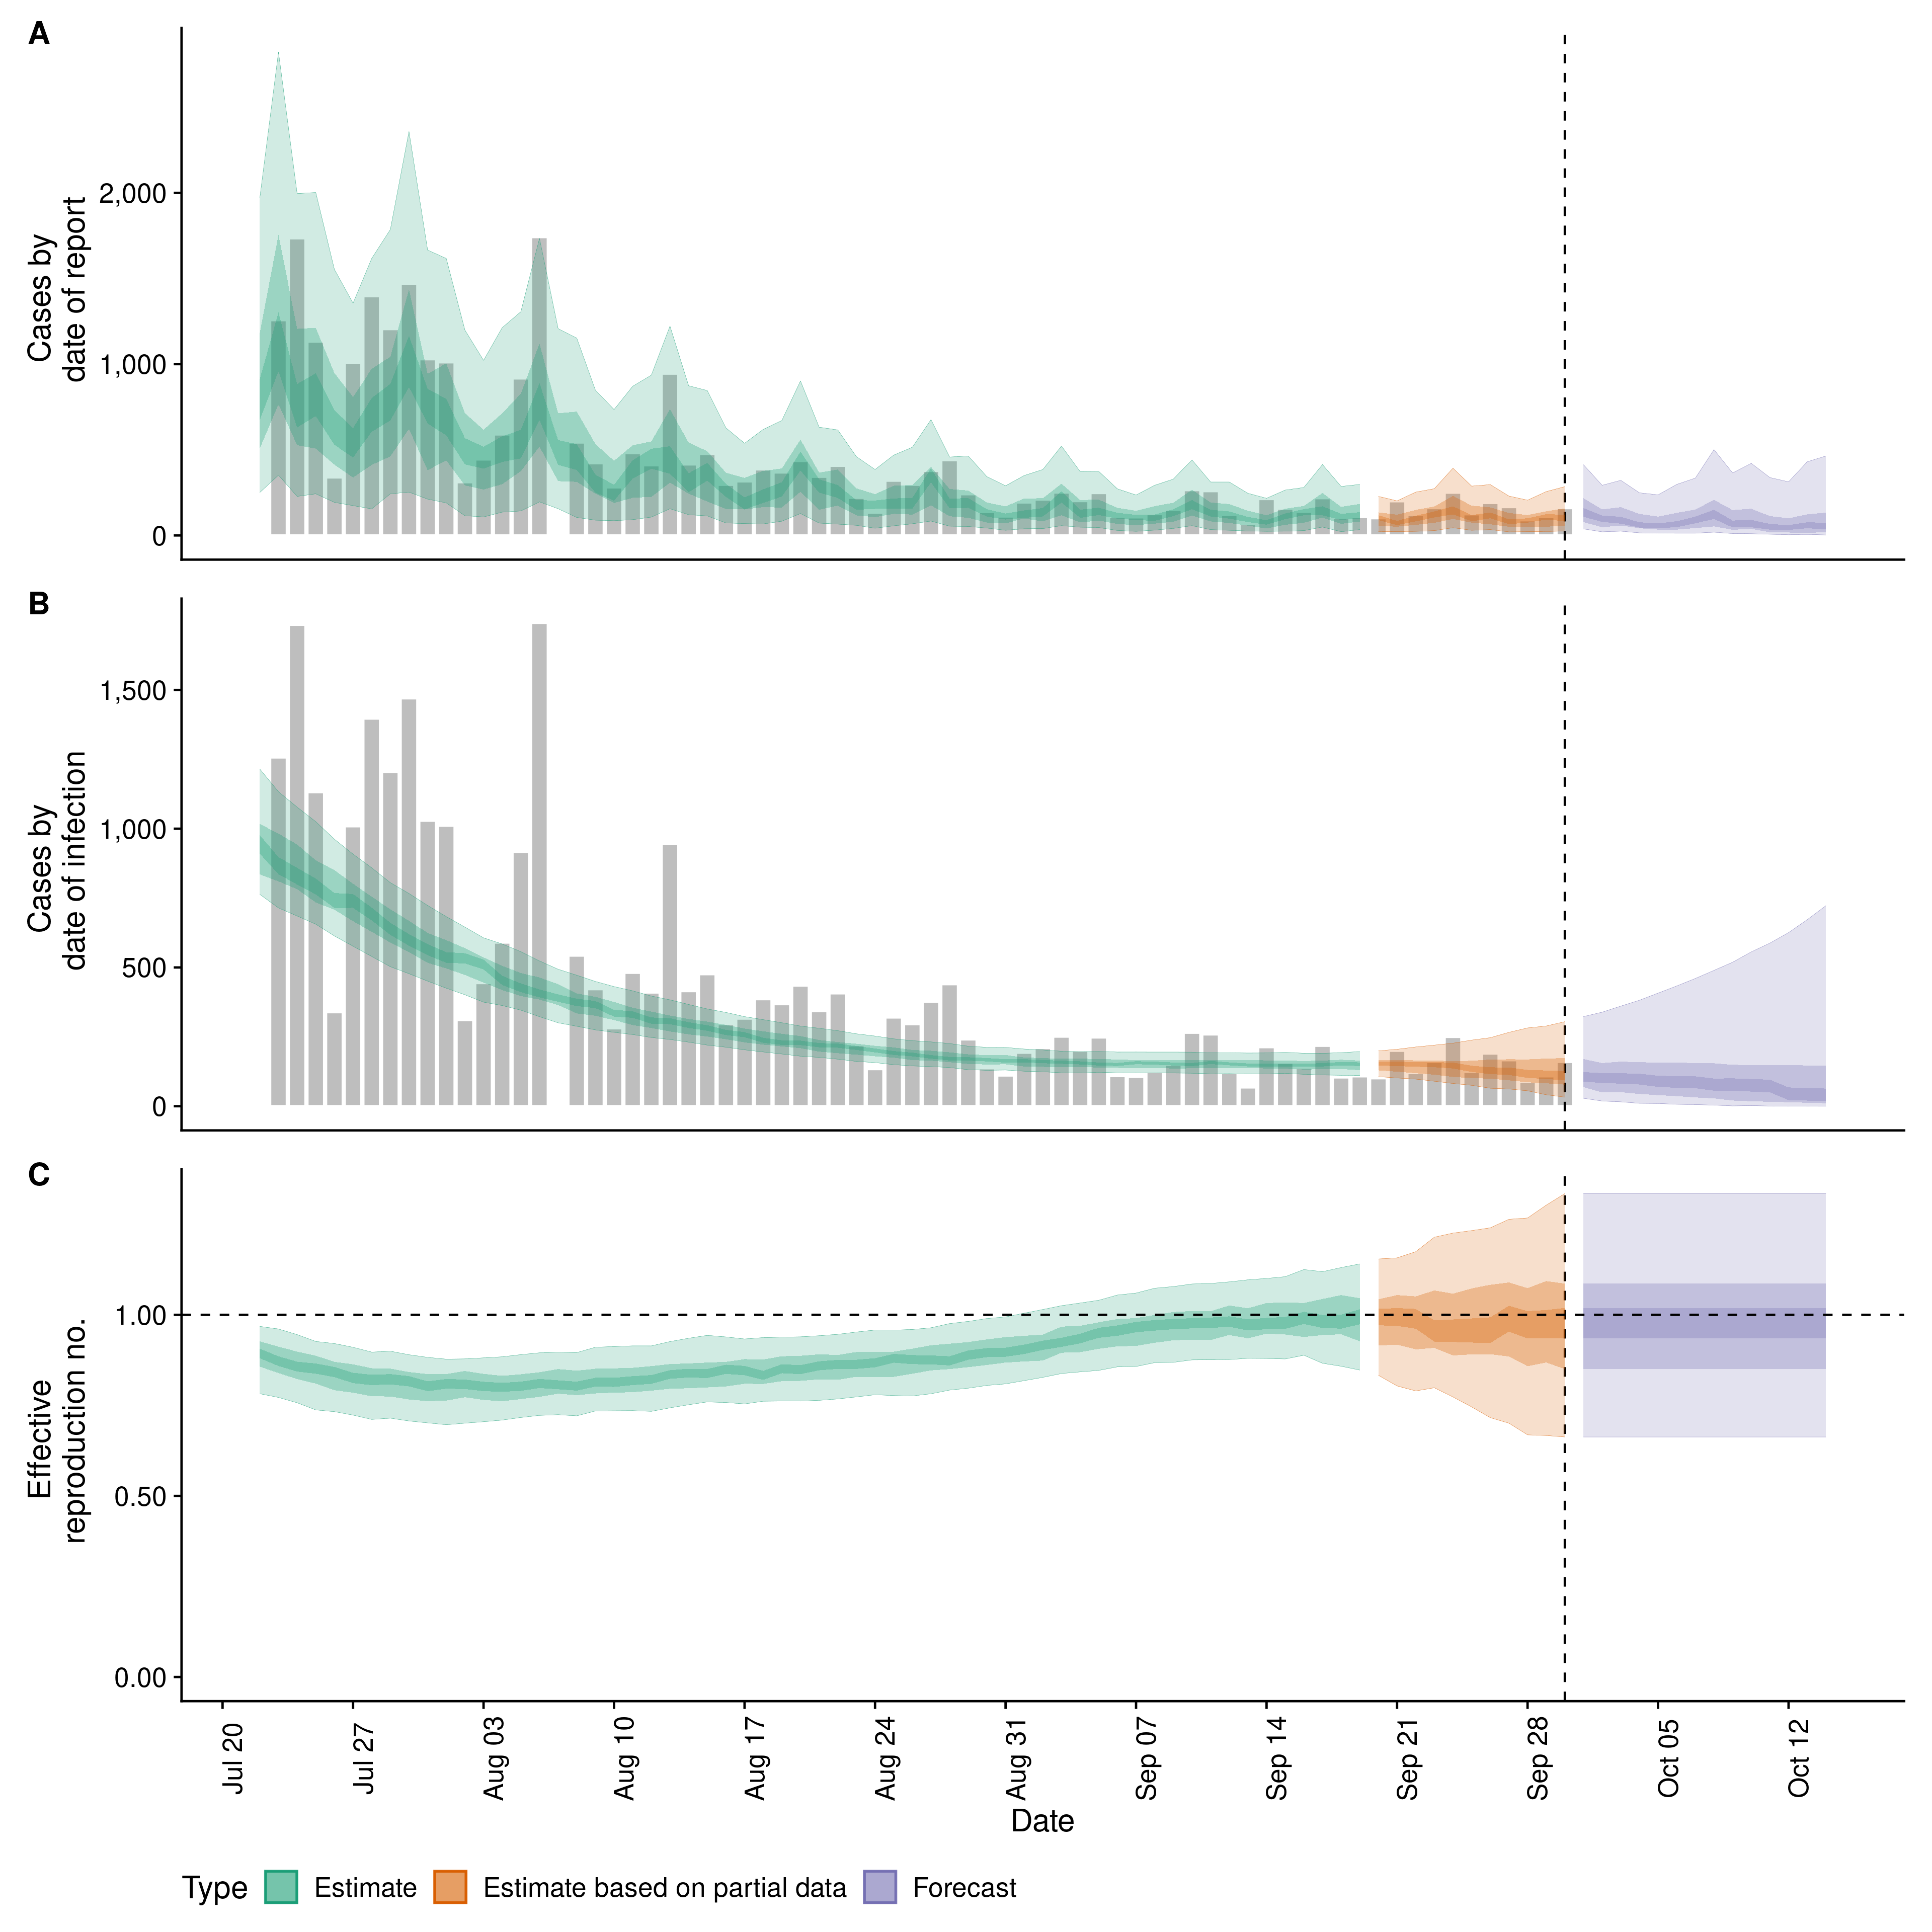 A
Cases by
date of report
2,000
1,000
0
B
Cases by
date of infection
1,500
1,000
500
0
C
Effective
reproduction no.
1.00
0.50
0.00
Jul 20
Jul 27
Aug 03
Aug 10
Aug 17
Aug 24
Aug 31
Sep 07
Sep 14
Sep 21
Sep 28
Oct 05
Oct 12
Date
Type
Estimate
Estimate based on partial data
Forecast